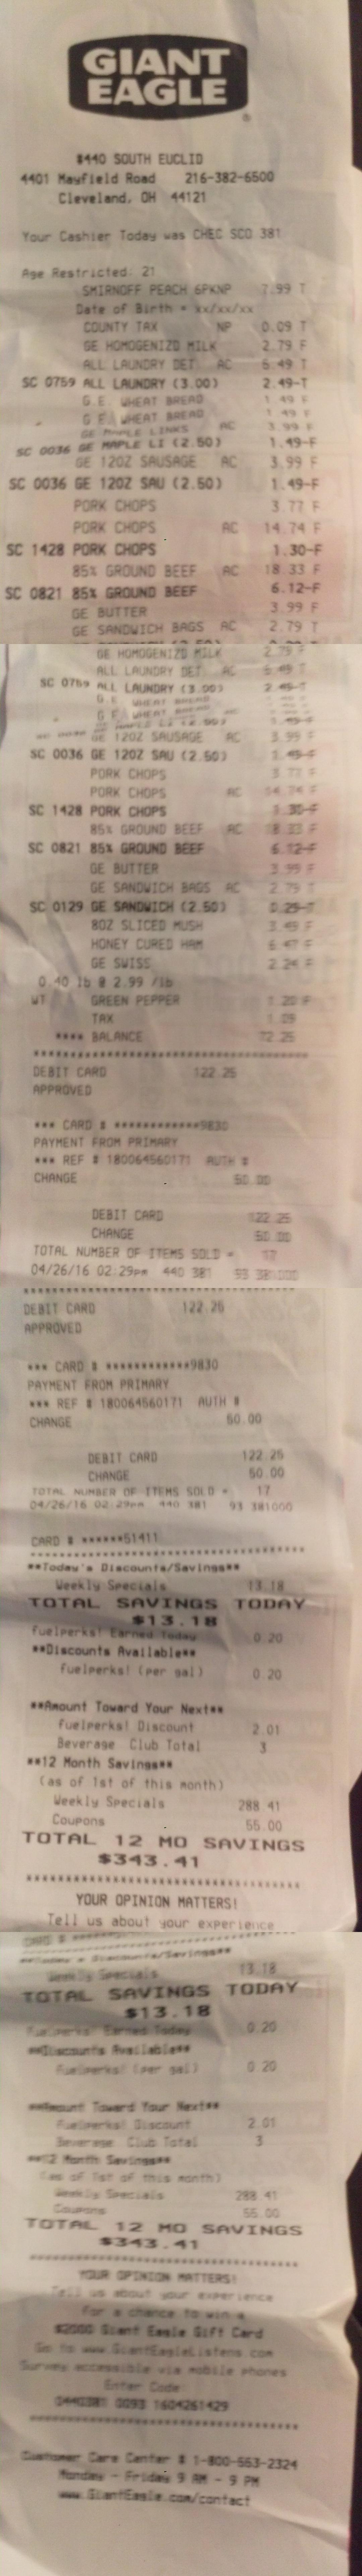 GIANT
EAGLE
#440 SOUTH EUCLID
4401 Mayfield Road 216-382-6500
Cleveland, OH 44121
Your Cashier Today was CHEC SCO 381
Age Restricted: 21
SMIRNOFF PEACH 6PKNP 7.99 T
Date of Birth = xx/xx/xx
COUNTY TAX NP 0.09 T
GE HOMOGENIZD MILK 2.79 F
ALL LAUNDRY DET AC 6.49 T
SC 0759 ALL LAUNDRY (3.00) 2.49-T
G.E. WHEAT BREAD 1.49 F
G.E. WHEAT BREAD 1.49 F
GE MAPLE LINKS AC 3.99 F
SC 0036 GE MAPLE LI (2.50) 1.49-F
GE 12OZ SAUSAGE AC 3.99 F
SC 0036 GE 12OZ SAU (2.50) 1.49-F
PORK CHOPS 3.77 F
PORK CHOPS AC 14.74 F
SC 1428 PORK CHOPS 1.30-F
85% GROUND BEEF AC 18.33 F
SC 0821 85% GROUND BEEF 6.12-F
GE BUTTER 3.99 F
GE SANDWICH BAGS AC 2.79 T
GE HOMOGENIZD MILK 2.79 F
ALL LAUNDRY DET AC 6.49 T
SC 0759 ALL LAUNDRY (3.00) 2.49-T
G.E. WHEAT BREAD
G.E. WHEAT BREAD
GE 12OZ SAUSAGE AC 3.99 F
SC 0036 GE 12OZ SAU (2.50) 1.49-F
PORK CHOPS 3.77 F
PORK CHOPS AC 14.74 F
SC 1428 PORK CHOPS 1.30-F
85% GROUND BEEF AC 18.33 F
SC 0821 85% GROUND BEEF 6.12-F
GE BUTTER 3.99 F
GE SANDWICH BAGS AC 2.79 T
SC 0129 GE SANDWICH (2.50) 0.29-T
8OZ SLICED MUSH 3.49 F
HONEY CURED HAM 6.47 F
GE SWISS 2.24 F
0.40 lb @ 2.99 /lb
WT GREEN PEPPER 1.20 F
TAX 1.09
**** BALANCE 72.25
DEBIT CARD 122.25
APPROVED
*** CARD # ************9830
PAYMENT FROM PRIMARY
*** REF # 180064560171 AUTH #
CHANGE 50.00
DEBIT CARD 122.25
CHANGE 50.00
TOTAL NUMBER OF ITEMS SOLD = 17
04/26/16 02:29pm 440 381 93 381000
DEBIT CARD 122.25
APPROVED
*** CARD # ************9830
PAYMENT FROM PRIMARY
*** REF # 180064560171 AUTH #
CHANGE 50.00
DEBIT CARD 122.25
CHANGE 50.00
TOTAL NUMBER OF ITEMS SOLD = 17
04/26/16 02:29pm 440 381 93 381000
CARD # ******51411
**Today's Discounts/Savings**
Weekly Specials 13.18
TOTAL SAVINGS TODAY
$13.18
fuelperks! Earned Today 0.20
**Discounts Available**
fuelperks! (per gal) 0.20
**Amount Toward Your Next**
fuelperks! Discount 2.01
Beverage Club Total 3
**12 Month Savings**
(as of 1st of this month)
Weekly Specials 288.41
Coupons 55.00
TOTAL 12 MO SAVINGS
$343.41
YOUR OPINION MATTERS!
Tell us about your experience
**Today's Discounts/Savings**
Weekly Specials 13.18
TOTAL SAVINGS TODAY
$13.18
fuelperks! Earned Today 0.20
**Discounts Available**
fuelperks! (per gal) 0.20
**Amount Toward Your Next**
fuelperks! Discount 2.01
Beverage Club Total 3
**12 Month Savings**
(as of 1st of this month)
Weekly Specials 288.41
Coupons 55.00
TOTAL 12 MO SAVINGS
$343.41
YOUR OPINION MATTERS!
Tell us about your experience
For a chance to win a
$2000 Giant Eagle Gift Card
Go to www.GiantEagleListens.com
Survey accessible via mobile phones
Enter Code:
0440381 0093 1604261429
Customer Care Center # 1-800-553-2324
Monday - Friday 9 AM - 9 PM
www.GiantEagle.com/contact